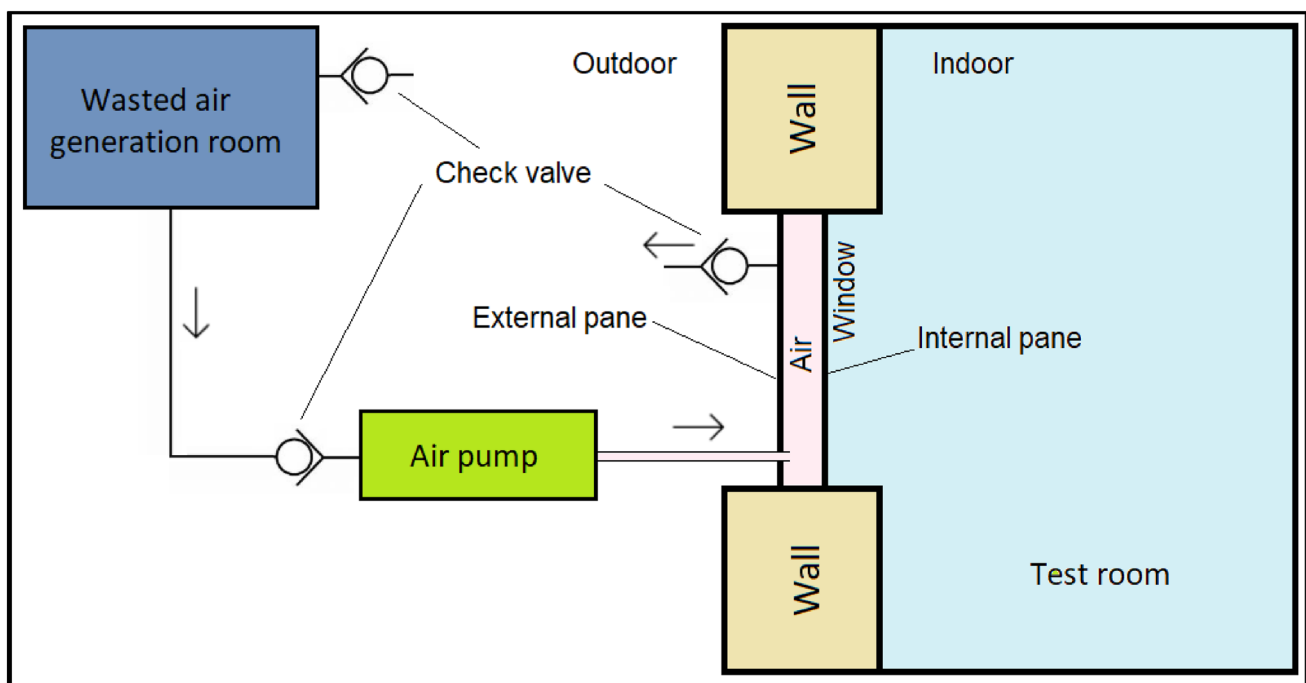 Wasted air
generation room
Outdoor
Wall
Indoor
Check valve
External pane
Air
Window
Internal pane
Air pump
Wall
Test room